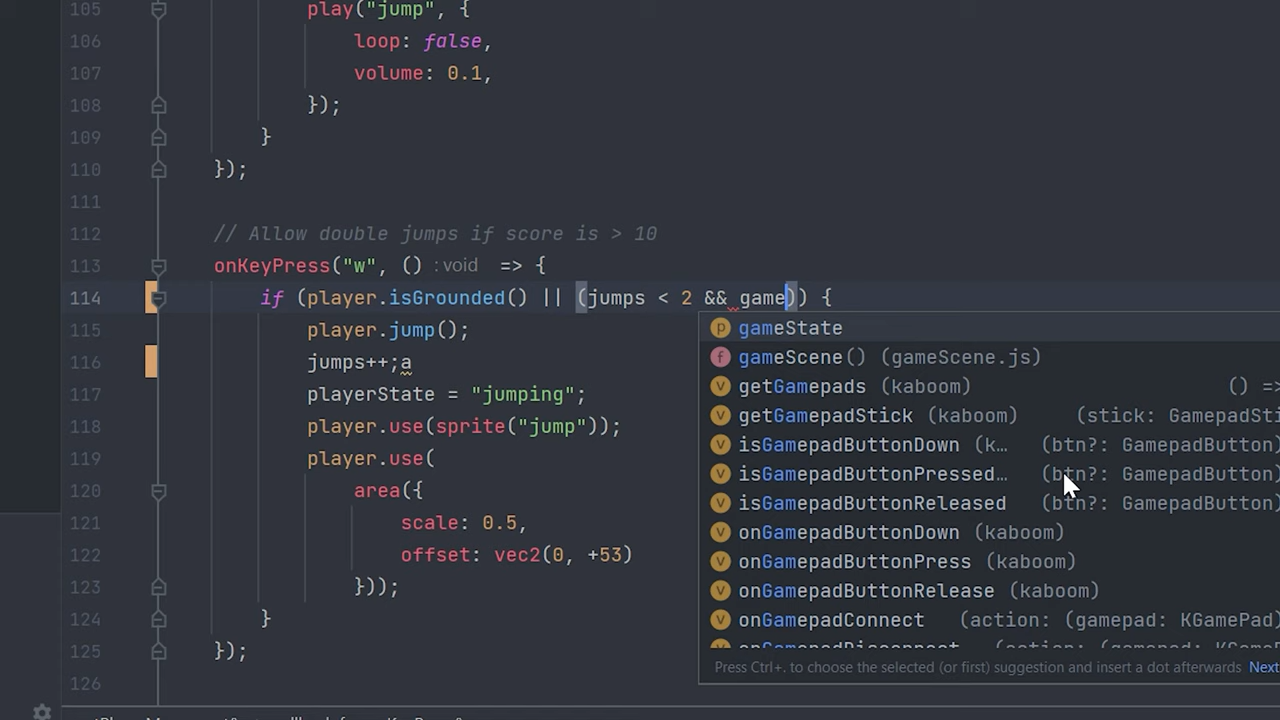 105 play("jump", {
106 loop: false,
107 volume: 0.1,
108 });
109 }
110 });
111
112 // Allow double jumps if score is > 10
113 onKeyPress("w", () :void => {
114 if (player.isGrounded() || (jumps < 2 && game)) {
115 player.jump();
116 jumps++;a
117 playerState = "jumping";
118 player.use(sprite("jump"));
119 player.use(
120 area({
121 scale: 0.5,
122 offset: vec2(0, +53)
123 }));
124 }
125 });
126
p gameState
f gameScene() (gameScene.js)
v getGamepads (kaboom) () =>
v getGamepadStick (kaboom) (stick: GamepadSti
v isGamepadButtonDown (k… (btn?: GamepadButton)
v isGamepadButtonPressed… (btn?: GamepadButton)
v isGamepadButtonReleased (btn?: GamepadButton)
v onGamepadButtonDown (kaboom)
v onGamepadButtonPress (kaboom)
v onGamepadButtonRelease (kaboom)
v onGamepadConnect (action: (gamepad: KGamePad)
v onGamepadDisconnect (action: (gamepad: KGameP
Press Ctrl+. to choose the selected (or first) suggestion and insert a dot afterwards Next